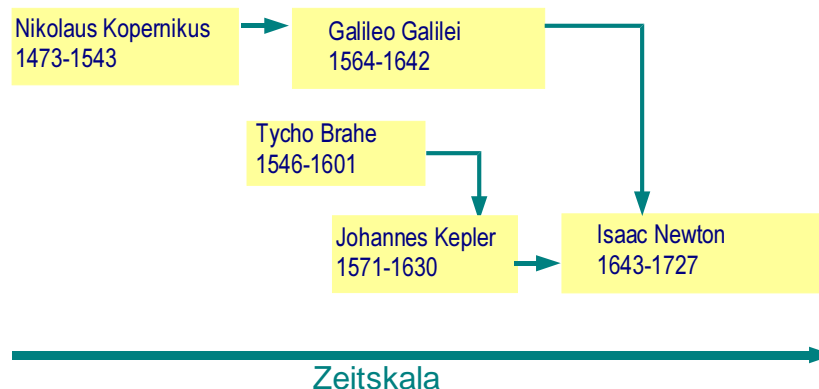 Nikolaus Kopernikus
1473-1543
Galileo Galilei
1564-1642
Tycho Brahe
1546-1601
Johannes Kepler
1571-1630
Isaac Newton
1643-1727
Zeitskala